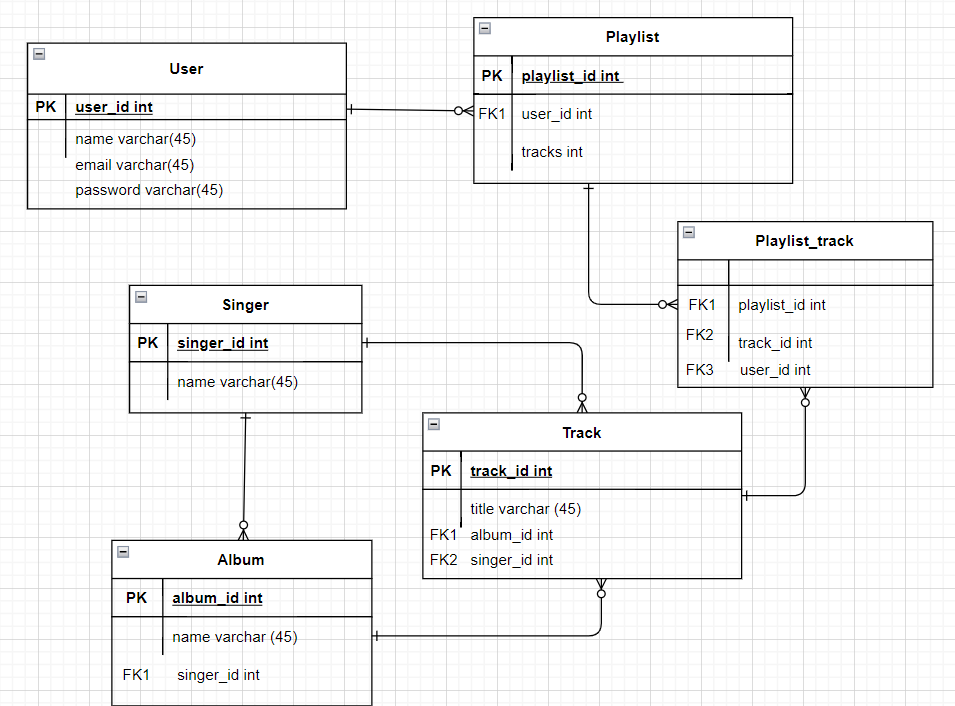 User
PK user_id int
name varchar(45)
email varchar(45)
password varchar(45)
Playlist
PK playlist_id int
FK1 user_id int
tracks int
Playlist_track
FK1 playlist_id int
FK2 track_id int
FK3 user_id int
Singer
PK singer_id int
name varchar(45)
Track
PK track_id int
title varchar (45)
FK1 album_id int
FK2 singer_id int
Album
PK album_id int
name varchar (45)
FK1 singer_id int